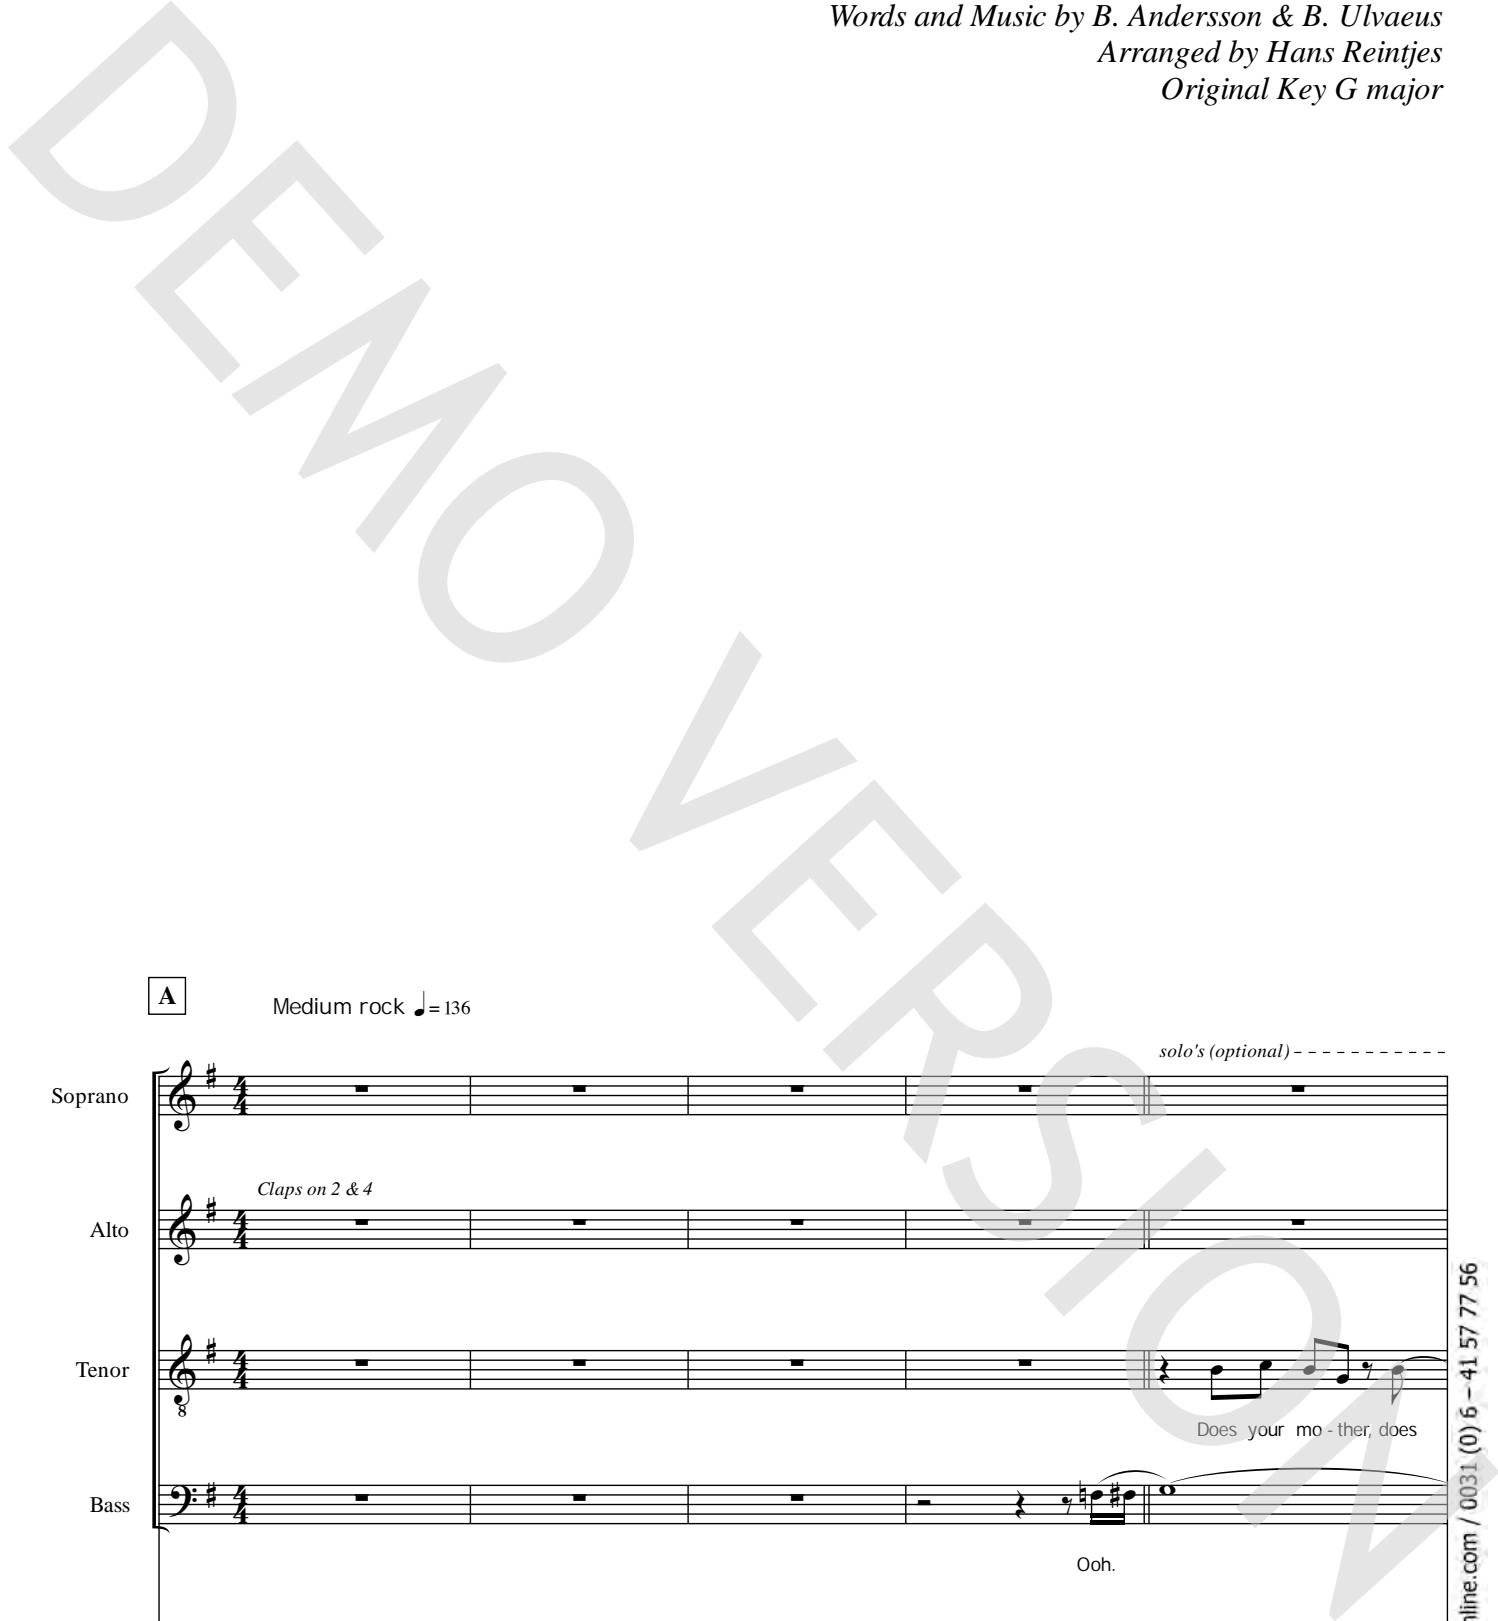 Words and Music by B. Andersson & B. Ulvaeus
Arranged by Hans Reintjes
Original Key G major
DEMO VERSION
A
Medium rock ♩=136
solo's (optional)
Soprano
Claps on 2 & 4
Alto
Tenor
8
Does your mo - ther, does
Bass
Ooh.
nline.com / 0031 (0) 6 – 41 57 77 56